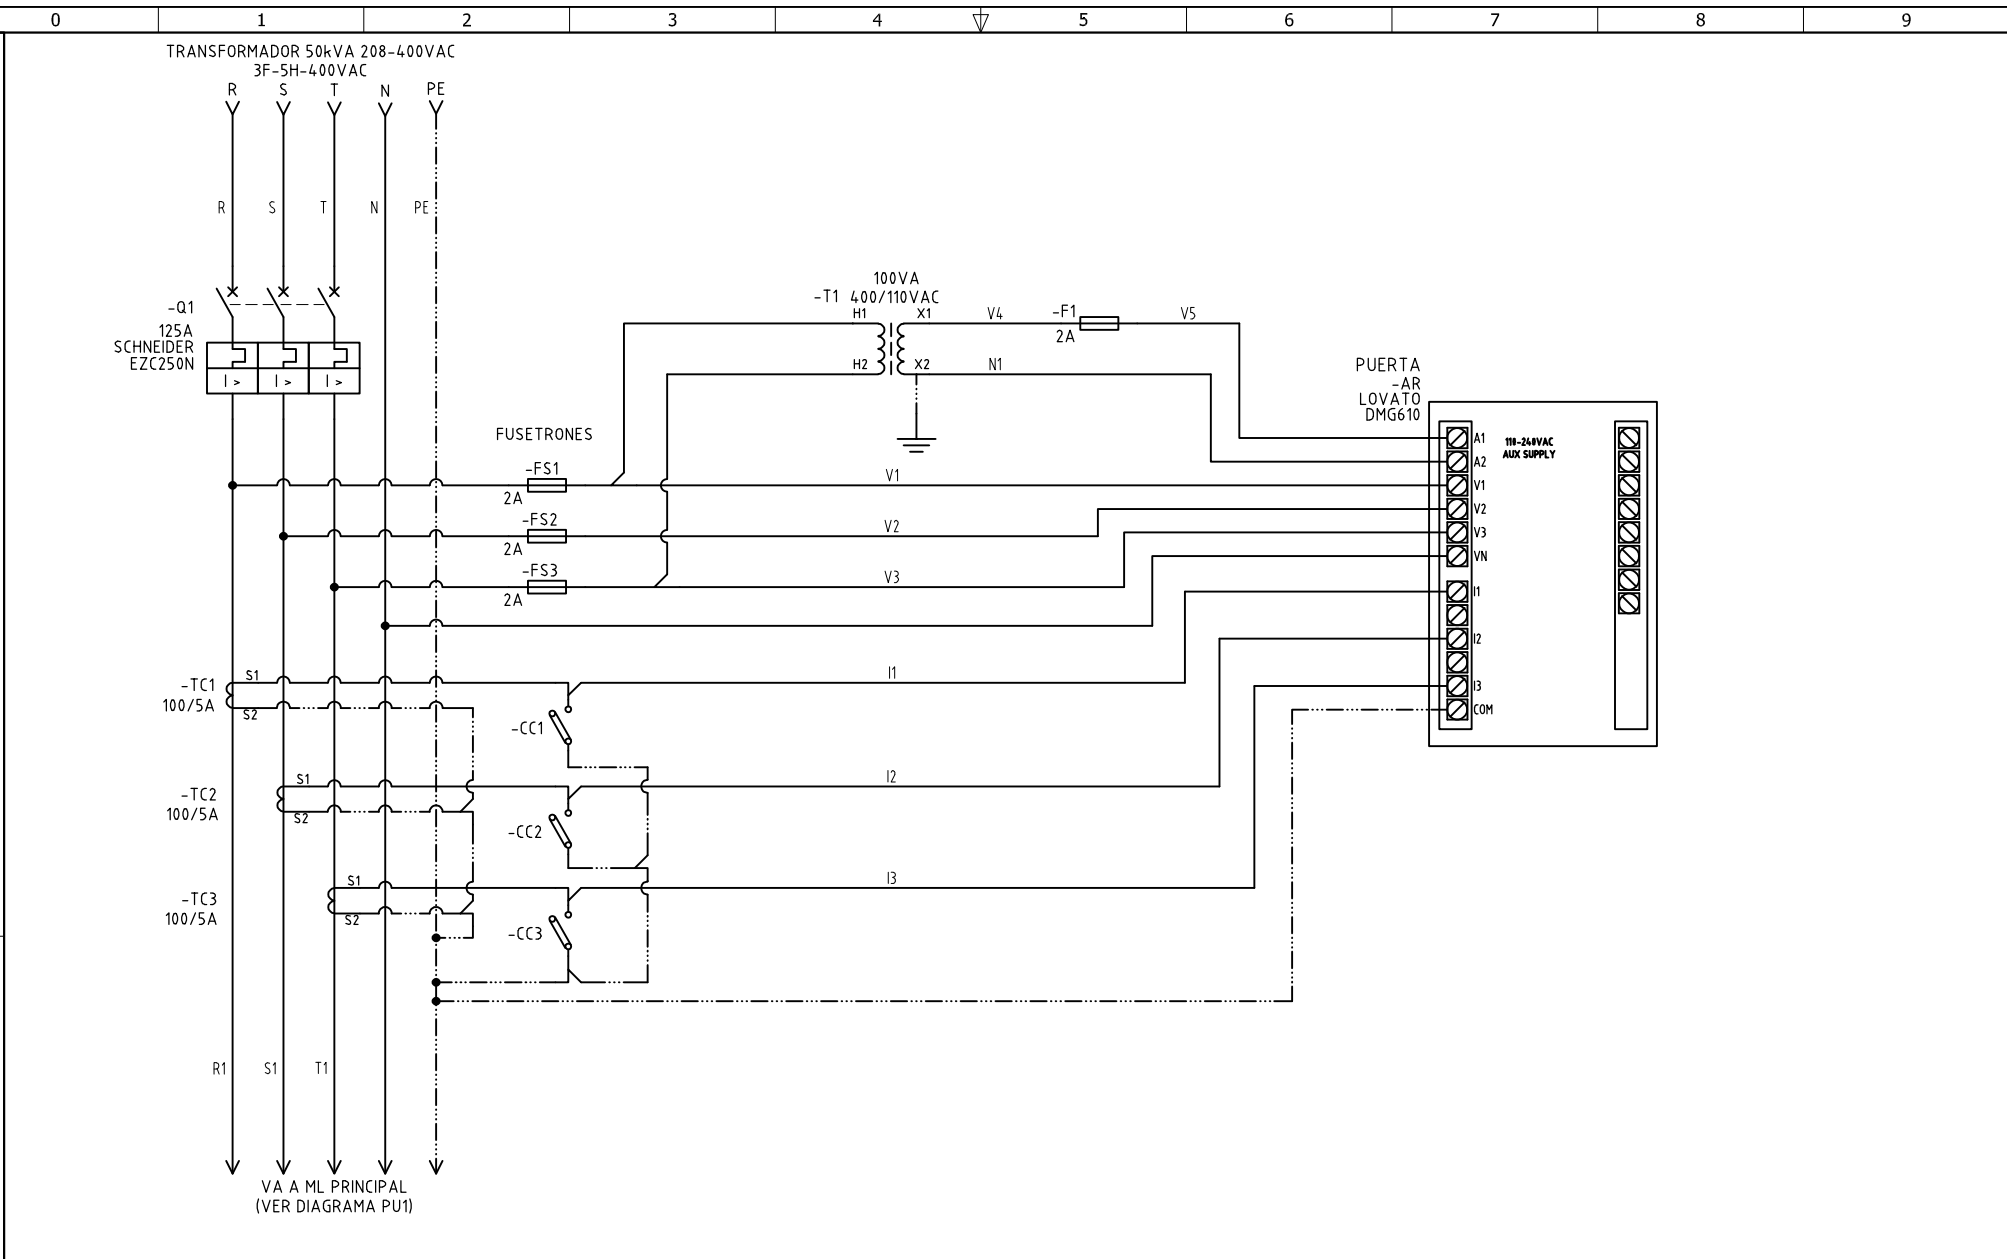 0 1 2 3 4 5 6 7 8 9
TRANSFORMADOR 50kVA 208-400VAC
3F-5H-400VAC
R S T N PE
R S T N PE
-Q1
125A
SCHNEIDER
EZC250N
I > I > I >
100VA
-T1 400/110VAC
H1 X1 V4 -F1 V5
2A
H2 X2 N1
PUERTA
-AR
LOVATO
DMG610
110-240VAC
AUX SUPPLY
A1
A2
V1
V2
V3
VN
I1
I2
I3
COM
FUSETRONES
-FS1
2A
V1
-FS2
2A
V2
-FS3
2A
V3
-TC1
100/5A
S1
S2
I1
-CC1
-TC2
100/5A
S1
S2
I2
-CC2
-TC3
100/5A
S1
S2
I3
-CC3
R1 S1 T1
VA A ML PRINCIPAL
(VER DIAGRAMA PU1)